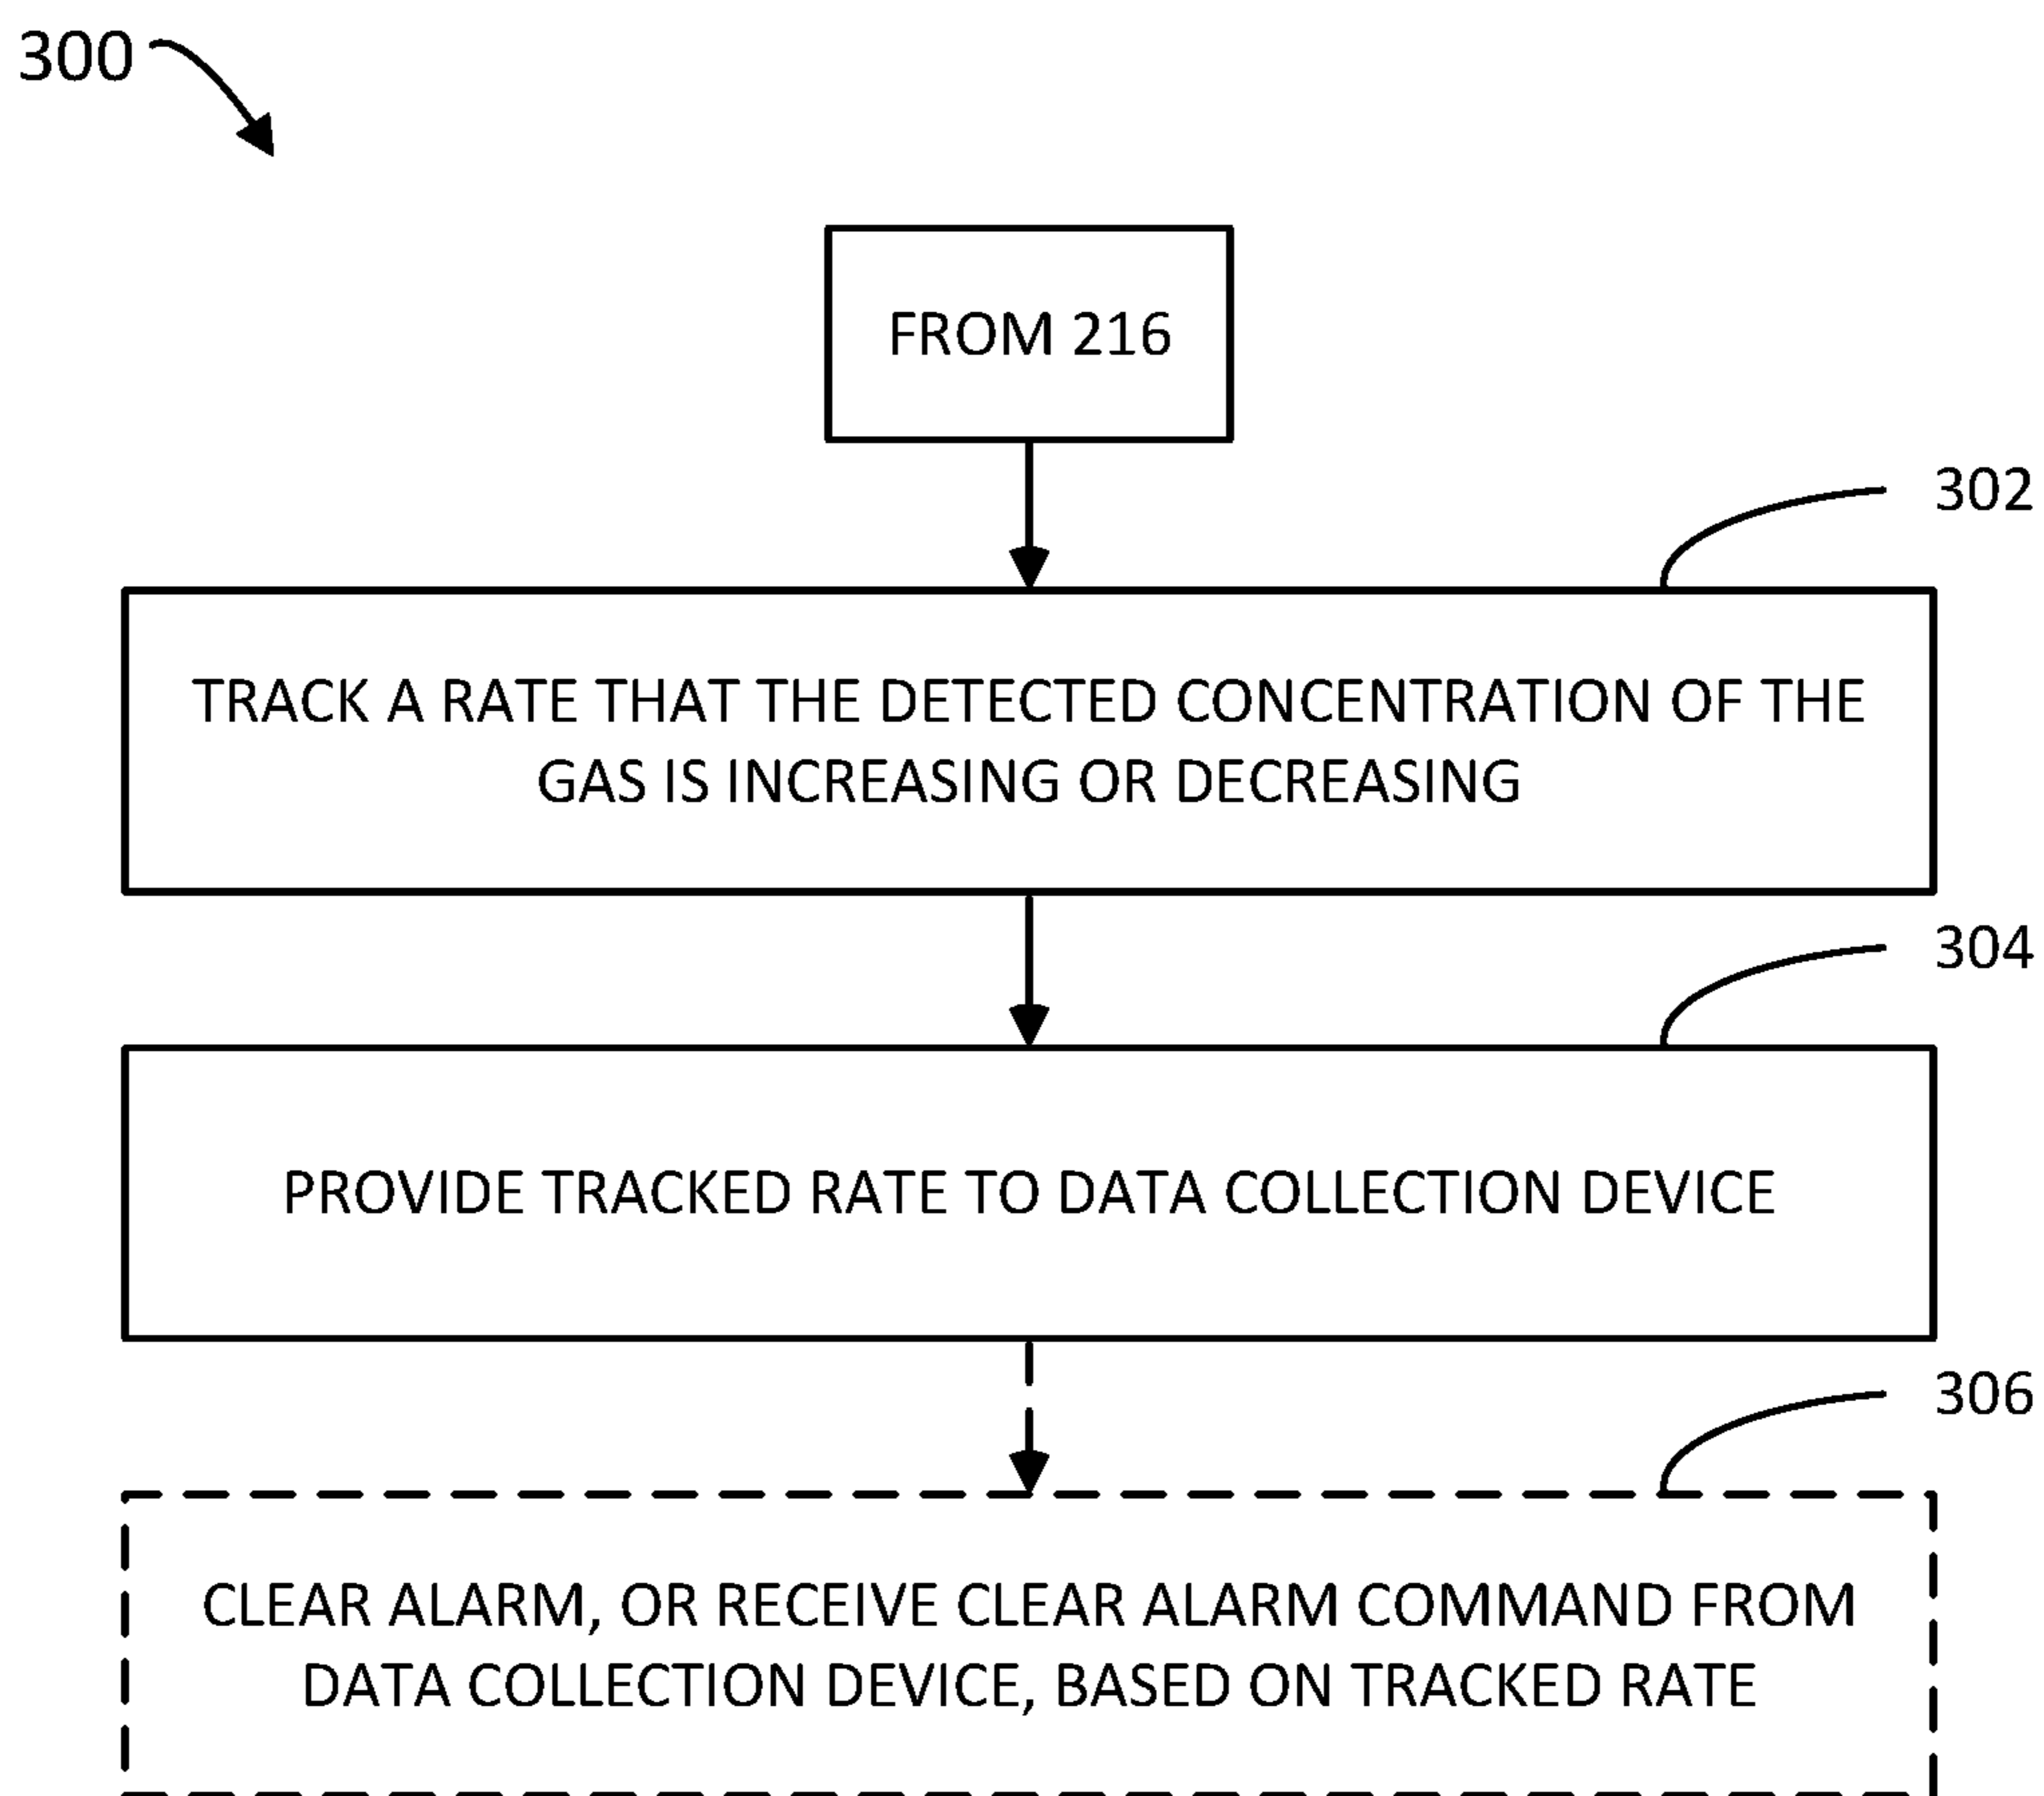 300
FROM 216
302
TRACK A RATE THAT THE DETECTED CONCENTRATION OF THE
GAS IS INCREASING OR DECREASING
304
PROVIDE TRACKED RATE TO DATA COLLECTION DEVICE
306
CLEAR ALARM, OR RECEIVE CLEAR ALARM COMMAND FROM
DATA COLLECTION DEVICE, BASED ON TRACKED RATE